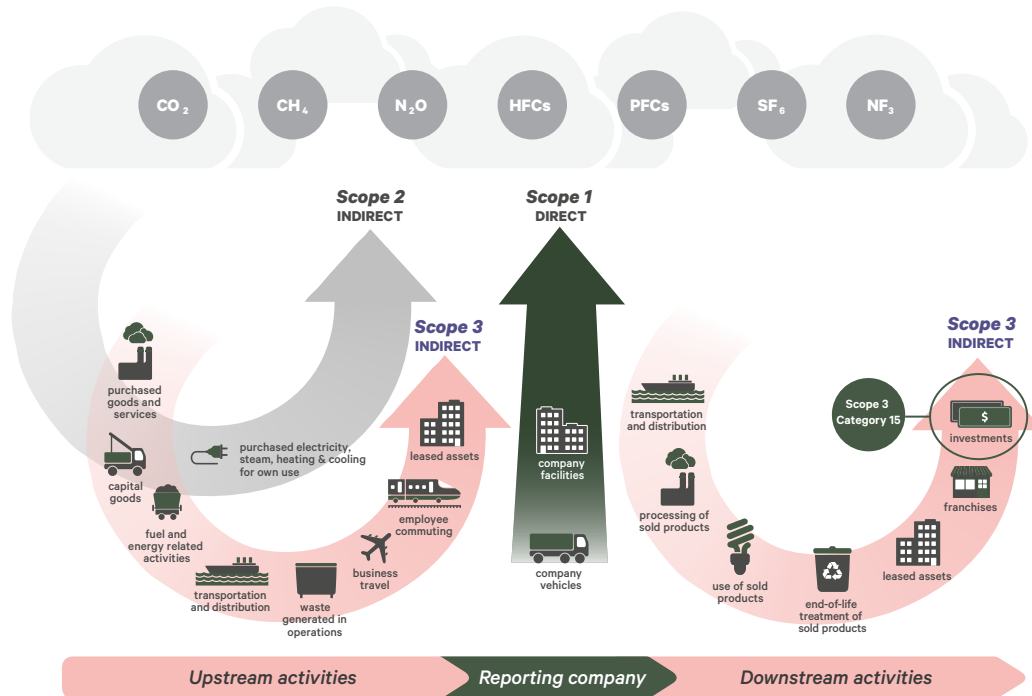 CO₂
CH₄
N₂O
HFCs
PFCs
SF₆
NF₃
Scope 2
INDIRECT
Scope 1
DIRECT
Scope 3
INDIRECT
Scope 3
INDIRECT
purchased
goods and
services
capital
goods
fuel and
energy related
activities
purchased electricity,
steam, heating & cooling
for own use
transportation
and distribution
waste
generated in
operations
business
travel
employee
commuting
leased assets
company
facilities
company
vehicles
transportation
and distribution
processing of
sold products
use of sold
products
end-of-life
treatment of
sold products
leased assets
franchises
$
investments
Scope 3
Category 15
Upstream activities
Reporting company
Downstream activities